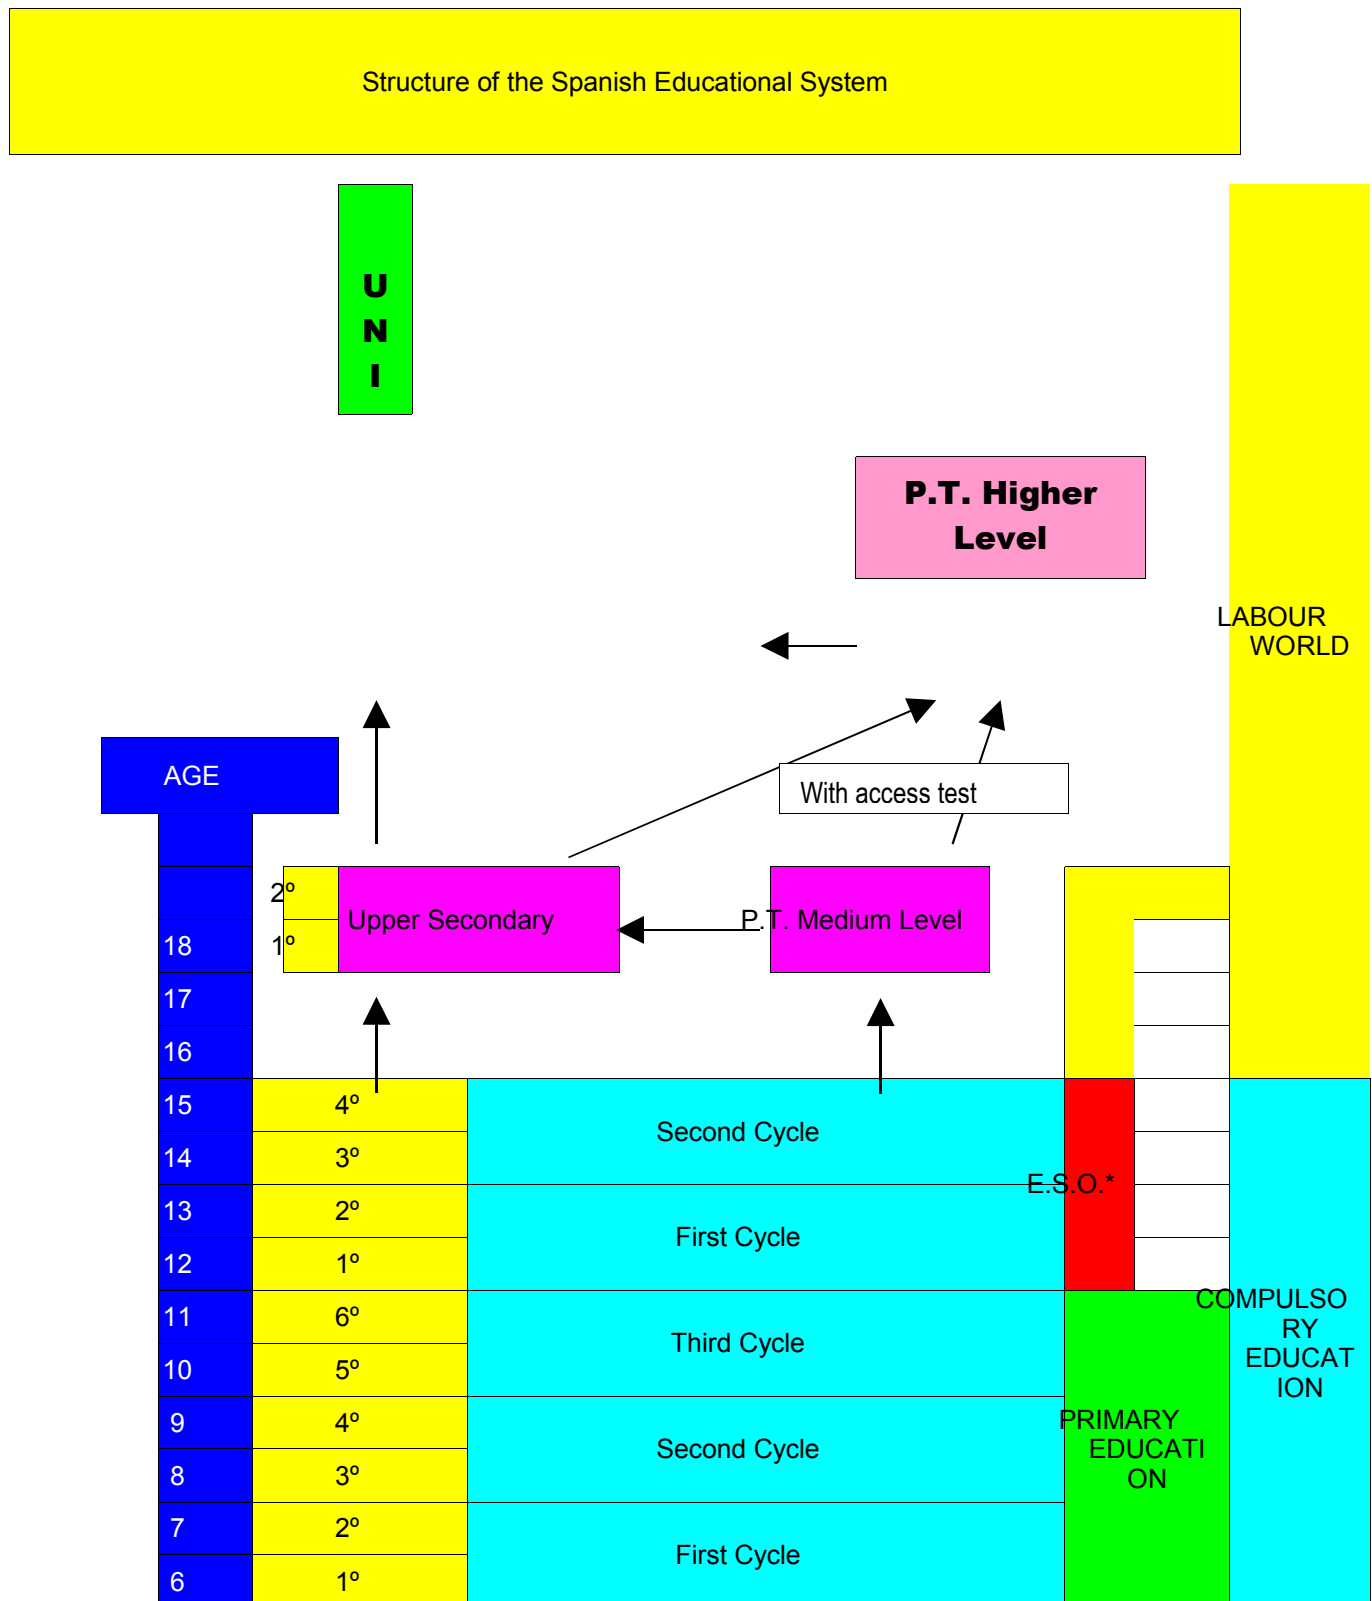 Structure of the Spanish Educational System
U
N
I
P.T. Higher
Level
LABOUR
WORLD
AGE
With access test
2º
Upper Secondary
P.T. Medium Level
18
1º
17
16
15
4º
Second Cycle
14
3º
E.S.O.*
13
2º
First Cycle
12
1º
11
6º
Third Cycle
10
5º
COMPULSO
RY
EDUCAT
ION
9
4º
Second Cycle
8
3º
PRIMARY
EDUCATI
ON
7
2º
First Cycle
6
1º